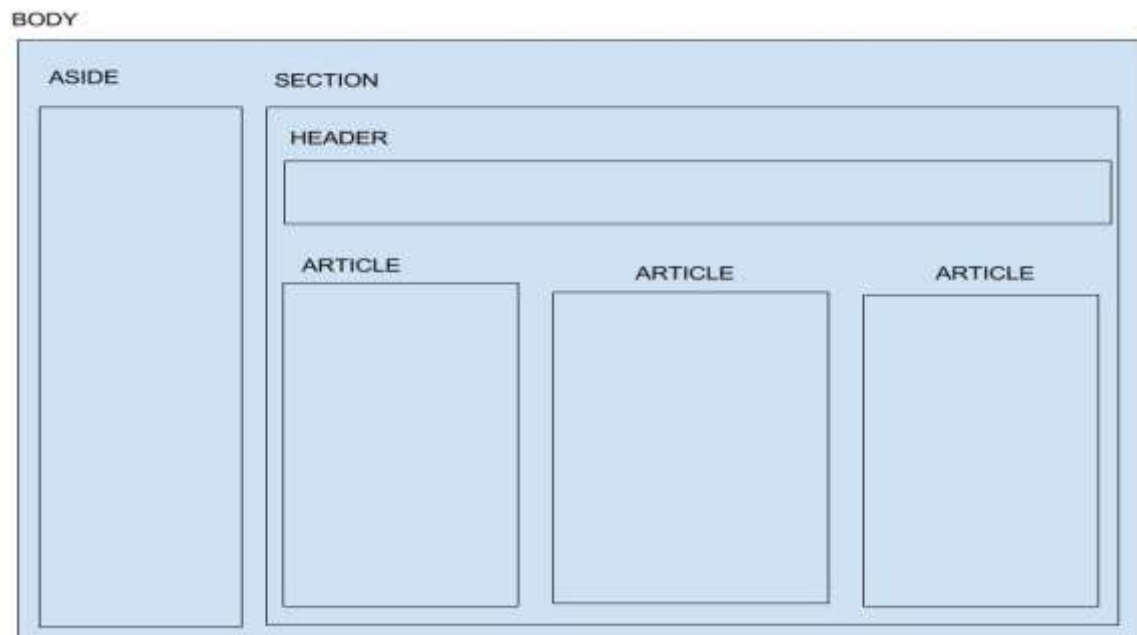 BODY
ASIDE
SECTION
HEADER
ARTICLE
ARTICLE
ARTICLE